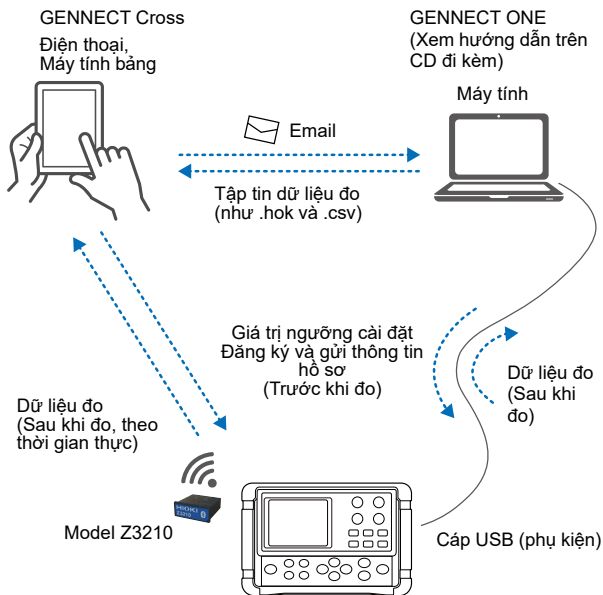 GENNECT Cross
Điện thoại,
Máy tính bảng
GENNECT ONE
(Xem hướng dẫn trên
CD đi kèm)
Máy tính
Email
Tập tin dữ liệu đo
(như .hok và .csv)
Giá trị ngưỡng cài đặt
Đăng ký và gửi thông tin
hồ sơ
(Trước khi đo)
Dữ liệu đo
(Sau khi
đo)
Dữ liệu đo
(Sau khi đo, theo
thời gian thực)
HIOKI
Z3210
Model Z3210
Cáp USB (phụ kiện)